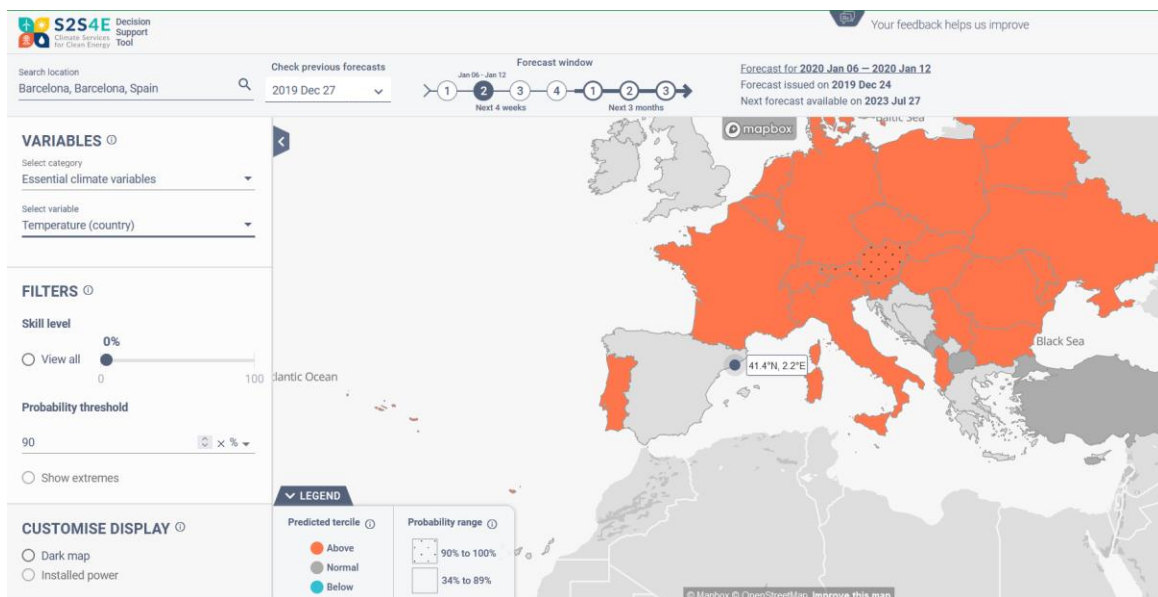 S2S4E
Climate Services
for Clean Energy
Decision
Support
Tool
Your feedback helps us improve
Search location
Barcelona, Barcelona, Spain
Check previous forecasts
2019 Dec 27
Forecast window
Jan 06 - Jan 12
1 2 3 4 1 2 3
Next 4 weeks Next 3 months
Forecast for 2020 Jan 06 — 2020 Jan 12
Forecast issued on 2019 Dec 24
Next forecast available on 2023 Jul 27
VARIABLES
Select category
Essential climate variables
Select variable
Temperature (country)
FILTERS
Skill level
0%
View all
0 100
Probability threshold
90 × %
Show extremes
CUSTOMISE DISPLAY
Dark map
Installed power
mapbox
Baltic Sea
Black Sea
41.4°N, 2.2°E
tlantic Ocean
LEGEND
Predicted tercile
Above
Normal
Below
Probability range
90% to 100%
34% to 89%
© Mapbox © OpenStreetMap Improve this map